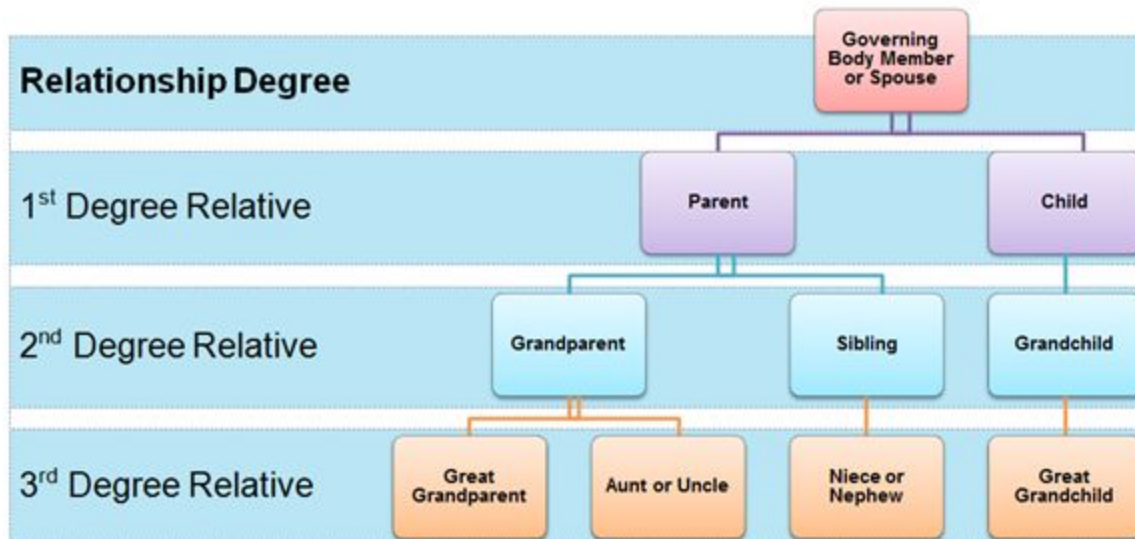 Governing
Body Member
or Spouse
Relationship Degree
1st Degree Relative
Parent
Child
2nd Degree Relative
Grandparent
Sibling
Grandchild
3rd Degree Relative
Great
Grandparent
Aunt or Uncle
Niece or
Nephew
Great
Grandchild